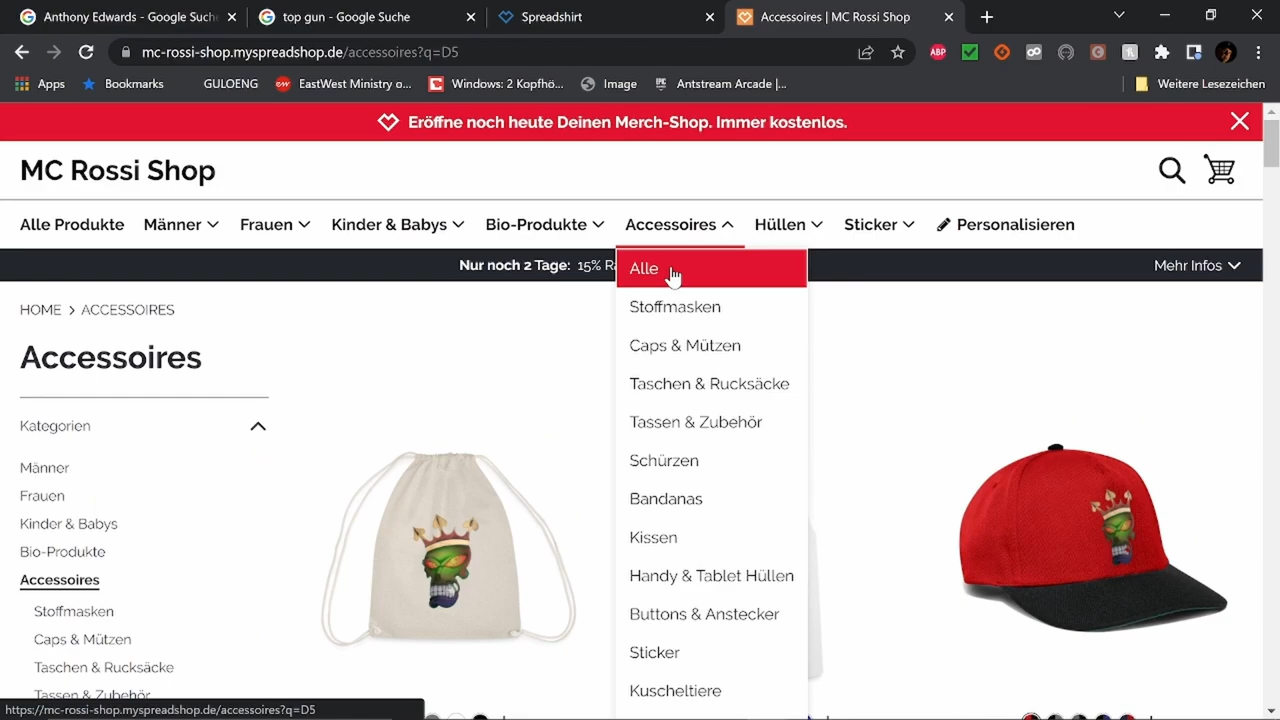 Anthony Edwards - Google Suche
top gun - Google Suche
Spreadshirt
Accessoires | MC Rossi Shop
mc-rossi-shop.myspreadshop.de/accessoires?q=D5
ABP
Apps
Bookmarks
GULOENG
EastWest Ministry o...
Windows: 2 Kopfhö...
Image
Antstream Arcade |...
Weitere Lesezeichen
Eröffne noch heute Deinen Merch-Shop. Immer kostenlos.
MC Rossi Shop
Alle Produkte
Männer
Frauen
Kinder & Babys
Bio-Produkte
Accessoires
Hüllen
Sticker
Personalisieren
Nur noch 2 Tage: 15%
Mehr Infos
Alle
Stoffmasken
Caps & Mützen
Taschen & Rucksäcke
Tassen & Zubehör
Schürzen
Bandanas
Kissen
Handy & Tablet Hüllen
Buttons & Anstecker
Sticker
Kuscheltiere
HOME > ACCESSOIRES
Accessoires
Kategorien
Männer
Frauen
Kinder & Babys
Bio-Produkte
Accessoires
Stoffmasken
Caps & Mützen
Taschen & Rucksäcke
Tassen & Zubehör
https://mc-rossi-shop.myspreadshop.de/accessoires?q=D5